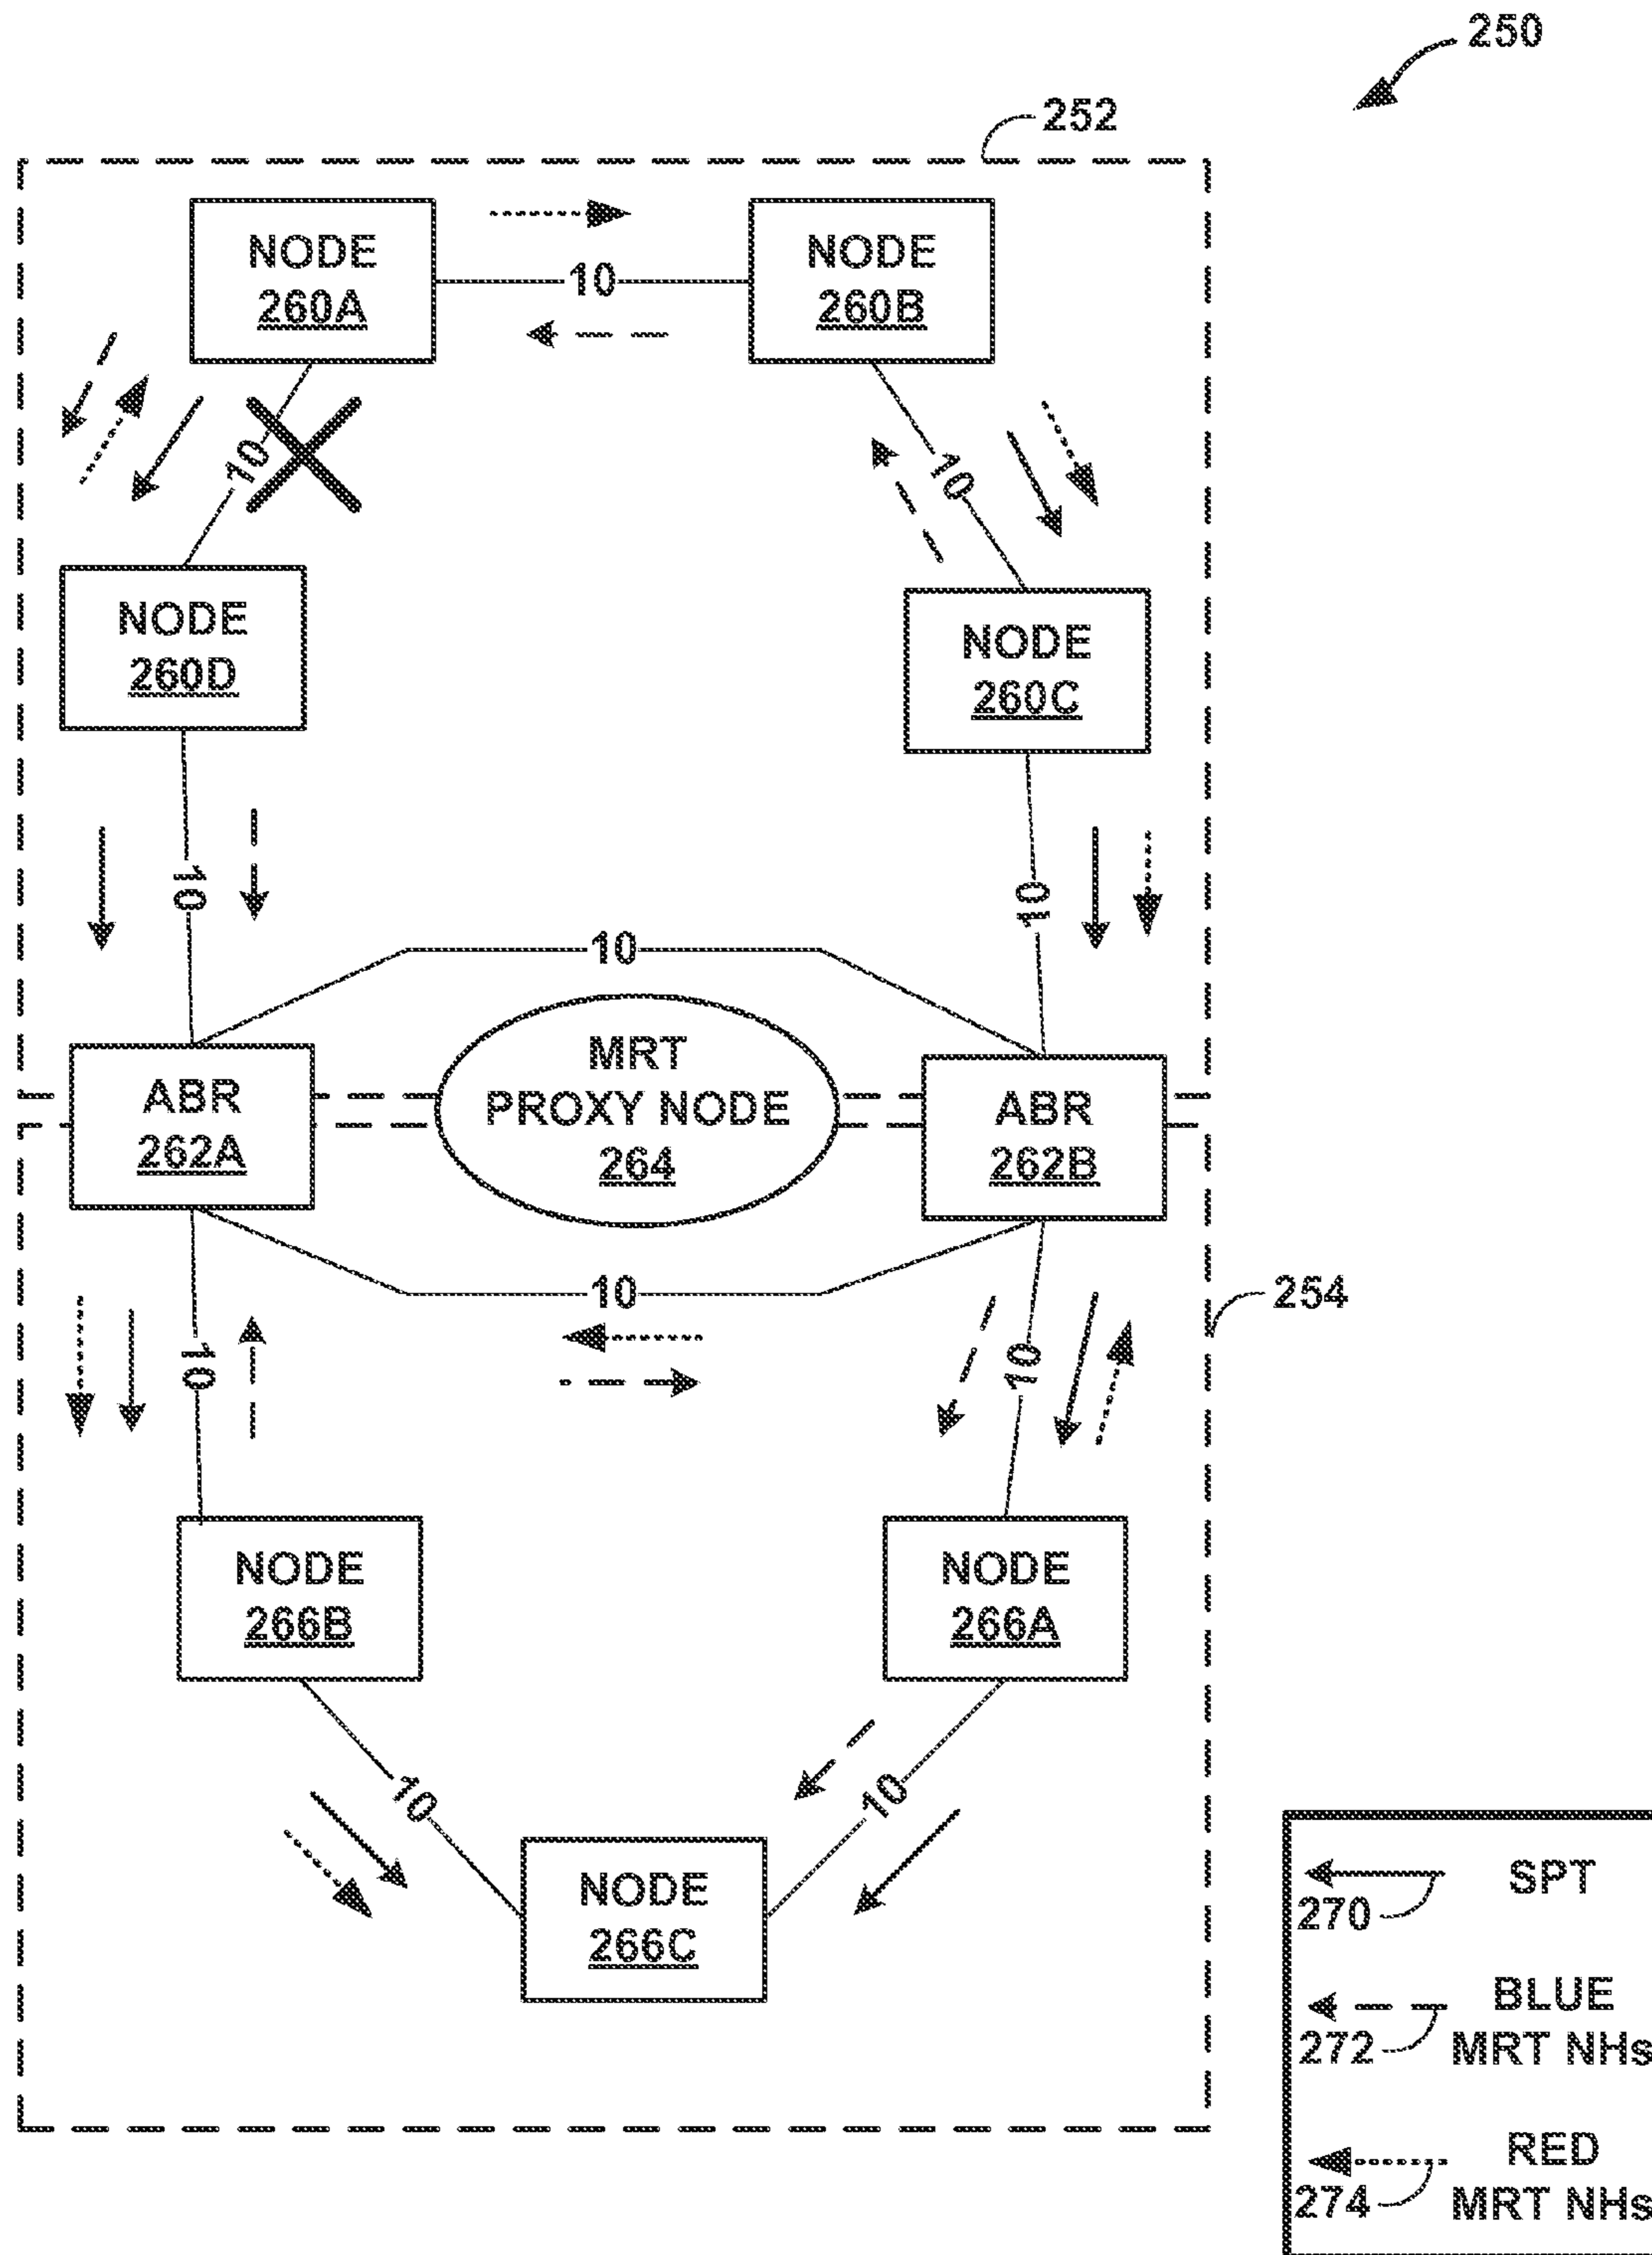 250
252
NODE
260A
10
NODE
260B
10
10
NODE
260D
NODE
260C
10
10
10
ABR
262A
MRT
PROXY NODE
264
ABR
262B
10
254
10
10
NODE
266B
NODE
266A
10
10
NODE
266C
SPT
270
BLUE
272
MRT NHs
RED
274
MRT NHs